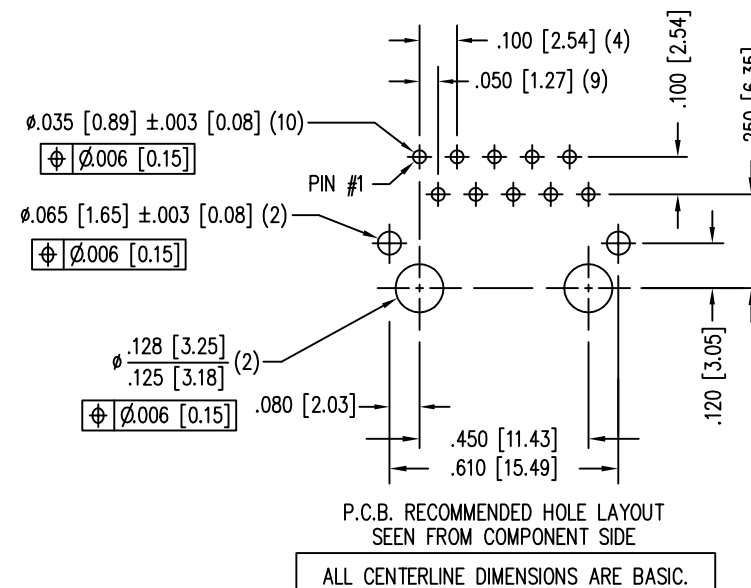 .100 [2.54] (4)
.050 [1.27] (9)
.100 [2.54]
ø.035 [0.89] ±.003 [0.08] (10)
⌖ Ø.006 [0.15]
PIN #1
ø.065 [1.65] ±.003 [0.08] (2)
⌖ Ø.006 [0.15]
ø .128 [3.25]
.125 [3.18] (2)
⌖ Ø.006 [0.15]
.080 [2.03]
.120 [3.05]
.450 [11.43]
.610 [15.49]
P.C.B. RECOMMENDED HOLE LAYOUT
SEEN FROM COMPONENT SIDE
ALL CENTERLINE DIMENSIONS ARE BASIC.